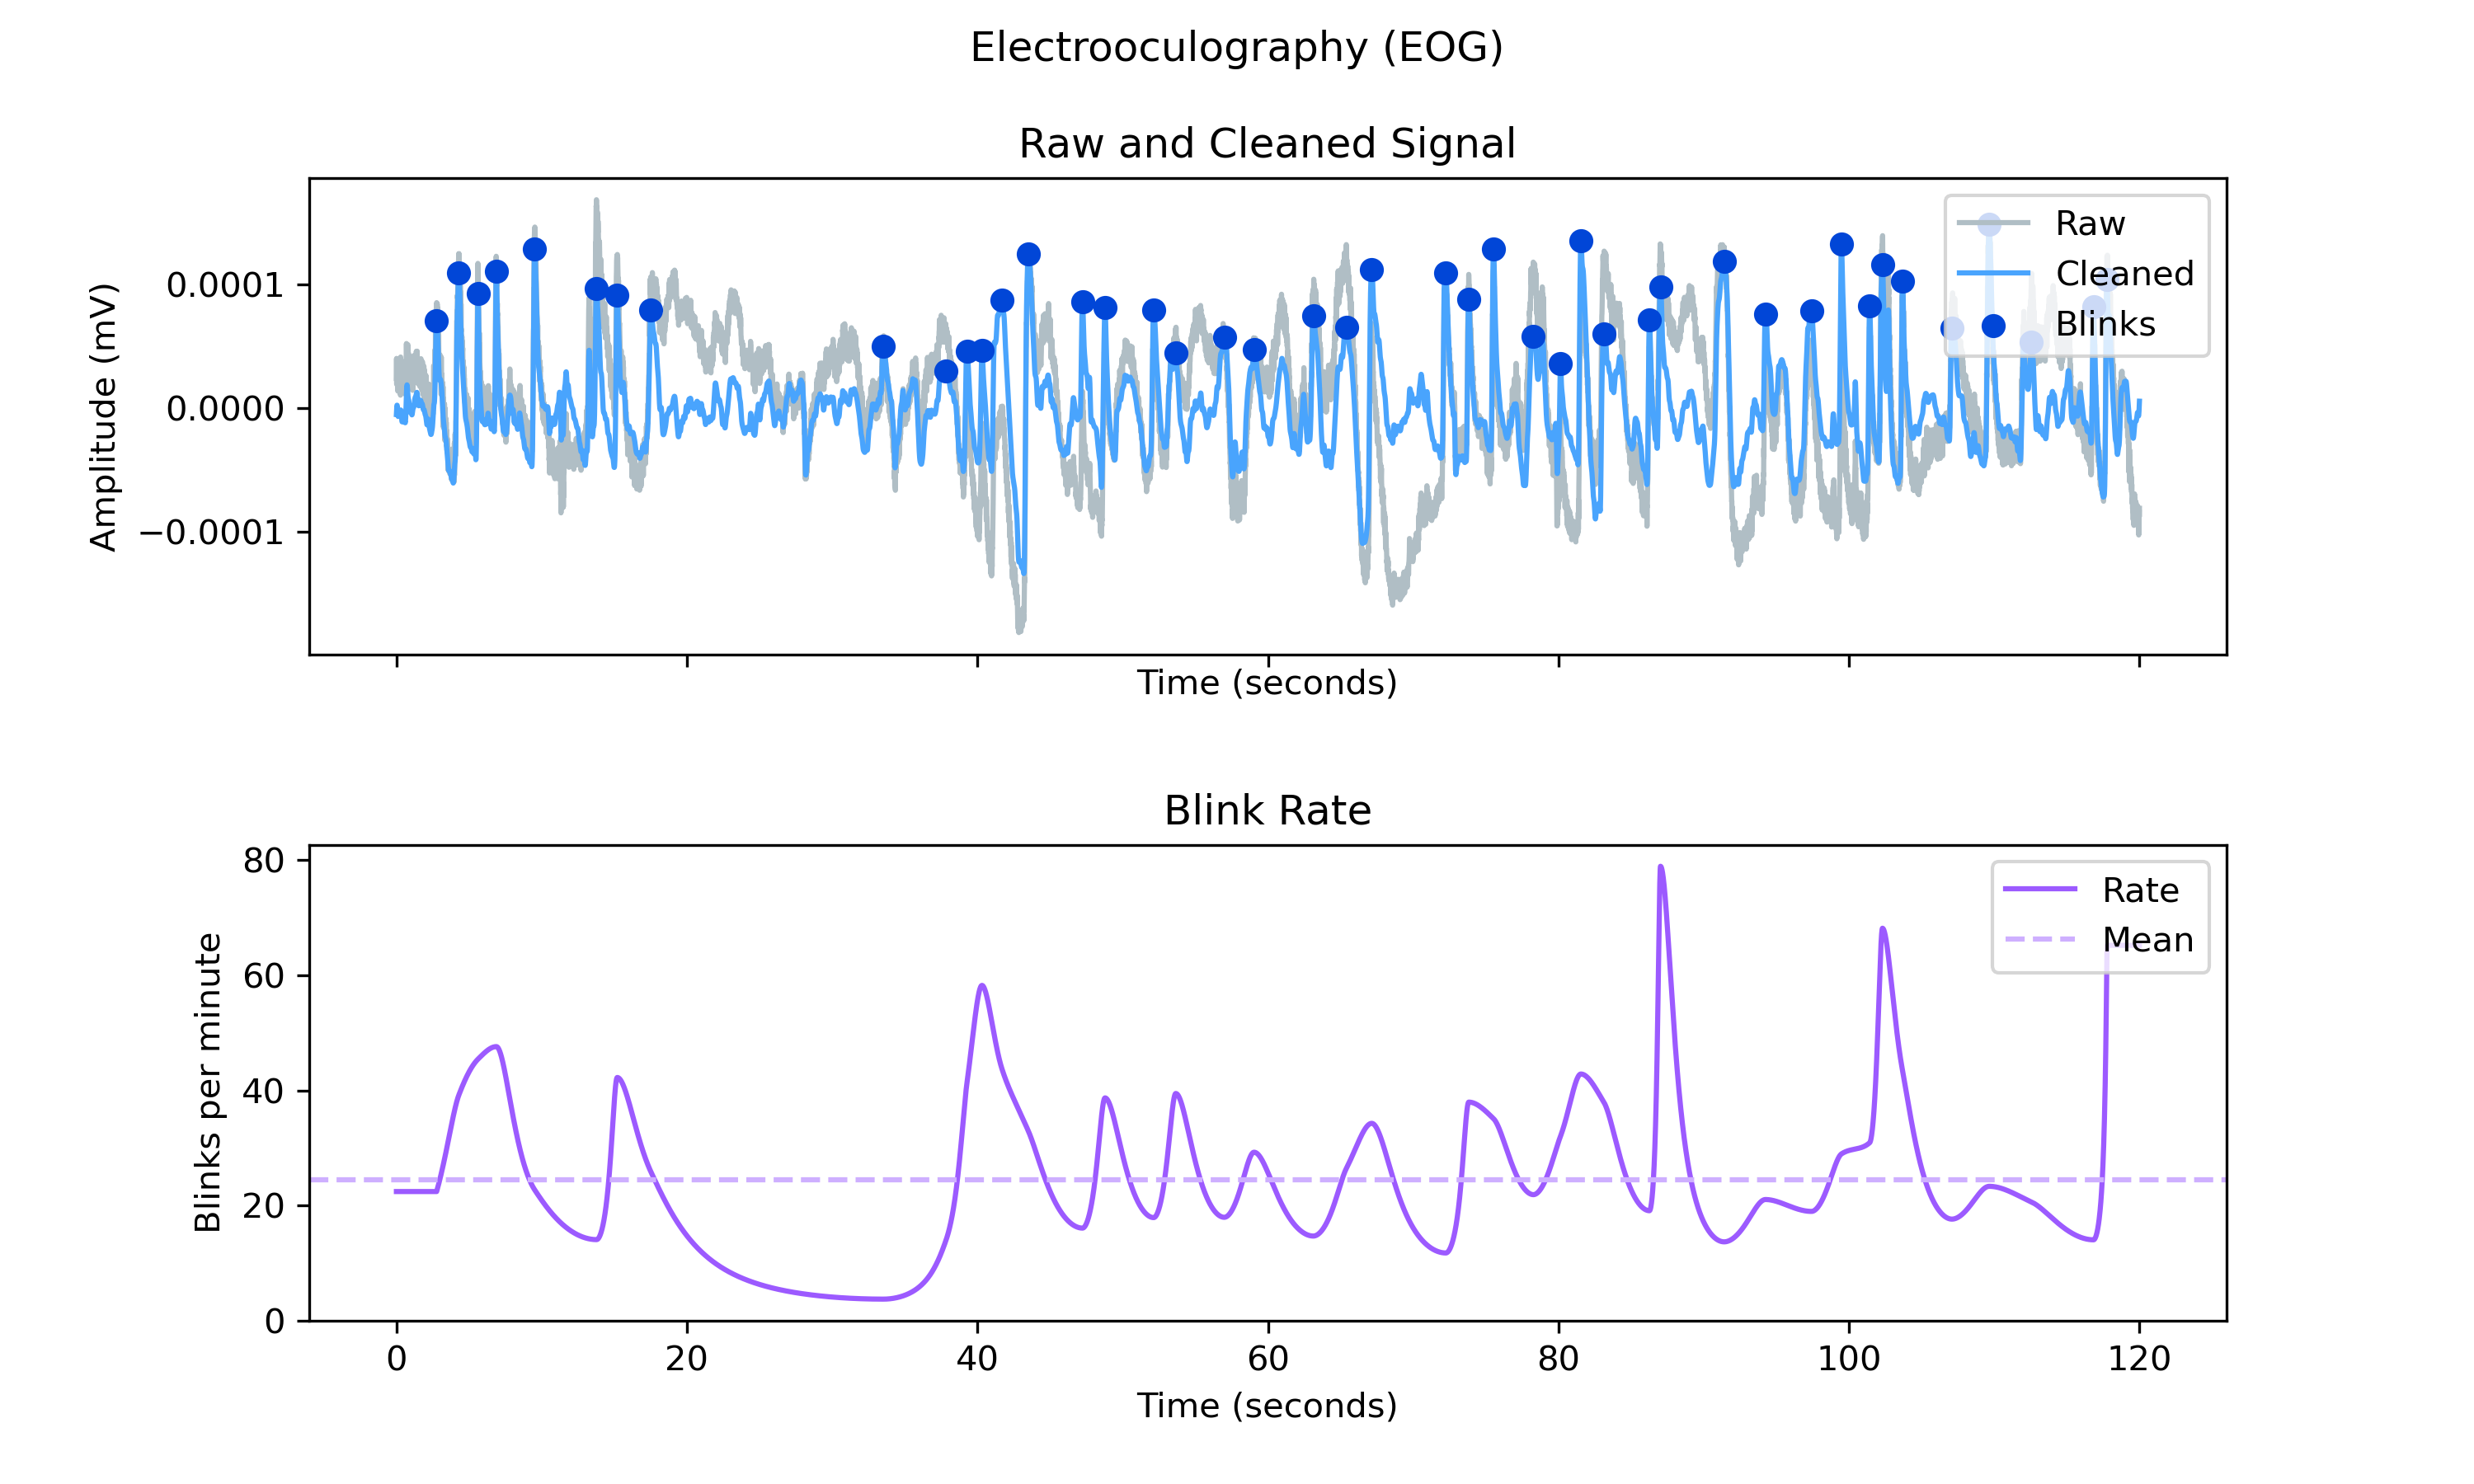 Electrooculography (EOG)
Raw and Cleaned Signal
Amplitude (mV)
0.0001
0.0000
−0.0001
Raw
Cleaned
Blinks
Time (seconds)
Blink Rate
Blinks per minute
80
60
40
20
0
Rate
Mean
0 20 40 60 80 100 120
Time (seconds)